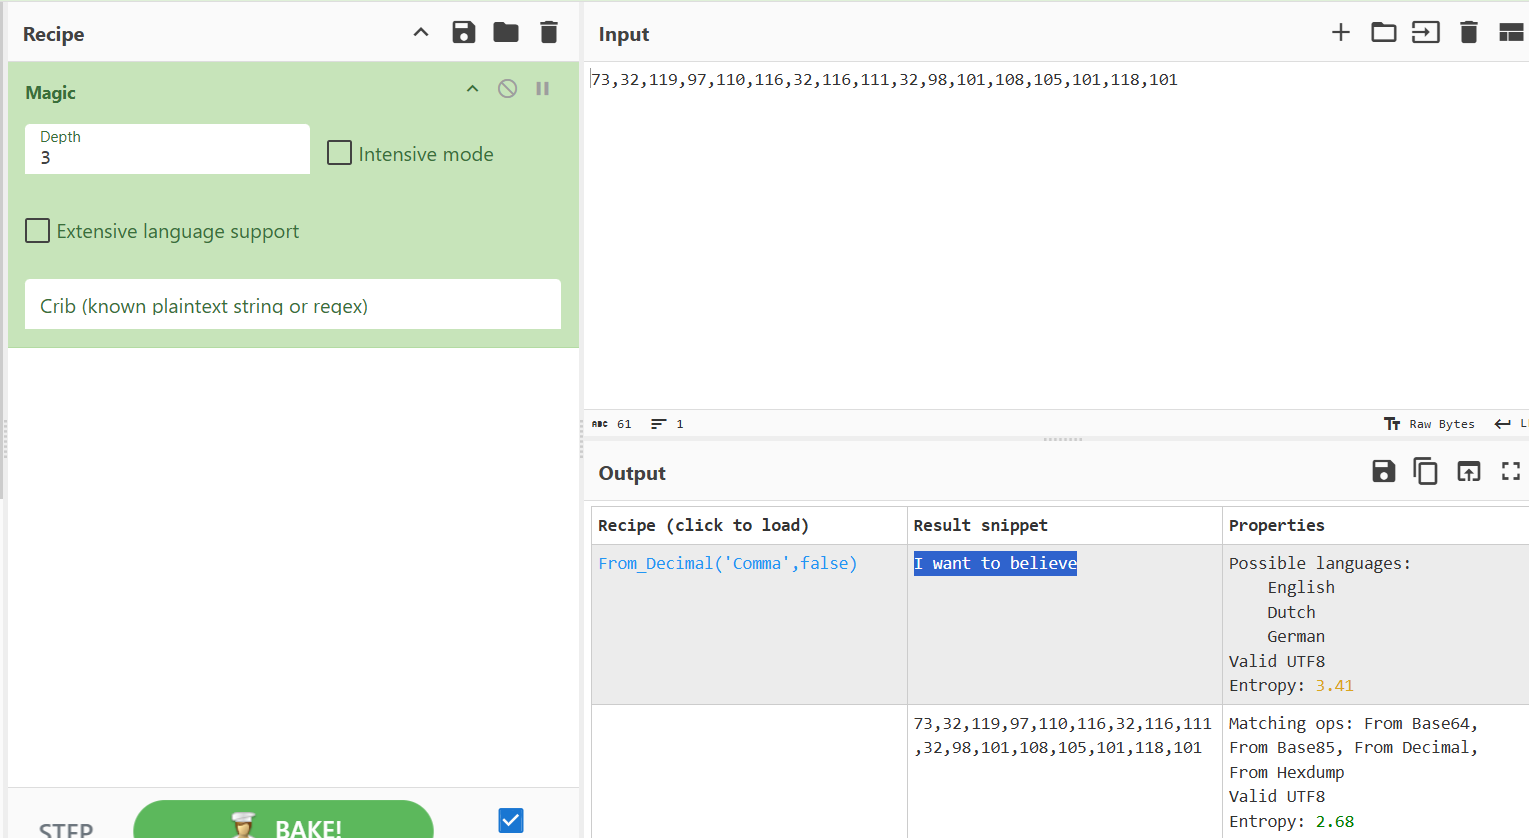 Recipe
Magic
Depth
3
Intensive mode
Extensive language support
Crib (known plaintext string or regex)
STEP
BAKE!
Input
73,32,119,97,110,116,32,116,111,32,98,101,108,105,101,118,101
ABC 61 1
Raw Bytes
Output
Recipe (click to load) Result snippet Properties
From_Decimal('Comma',false) I want to believe Possible languages:
English
Dutch
German
Valid UTF8
Entropy: 3.41
73,32,119,97,110,116,32,116,111 Matching ops: From Base64,
,32,98,101,108,105,101,118,101 From Base85, From Decimal,
From Hexdump
Valid UTF8
Entropy: 2.68